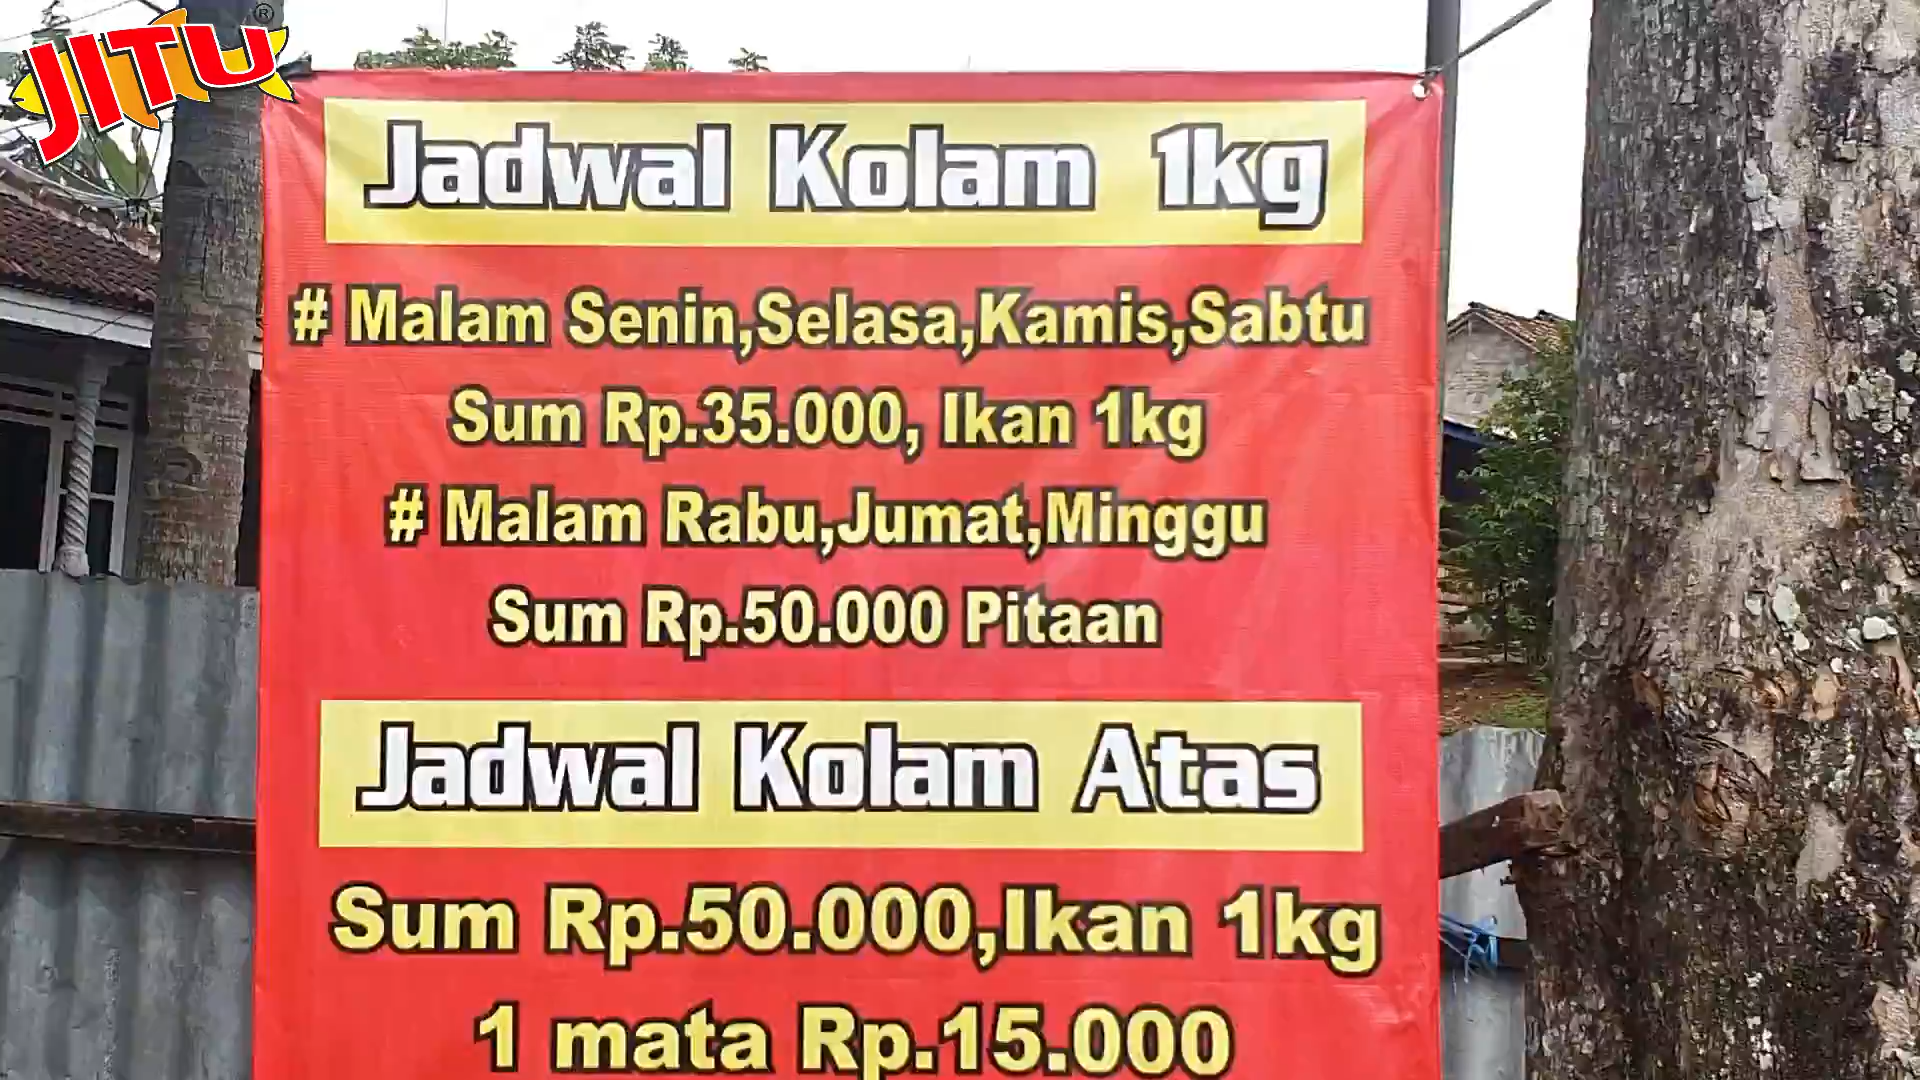 JITU®
Jadwal Kolam 1kg
# Malam Senin,Selasa,Kamis,Sabtu
Sum Rp.35.000, Ikan 1kg
# Malam Rabu,Jumat,Minggu
Sum Rp.50.000 Pitaan
Jadwal Kolam Atas
Sum Rp.50.000,Ikan 1kg
1 mata Rp.15.000